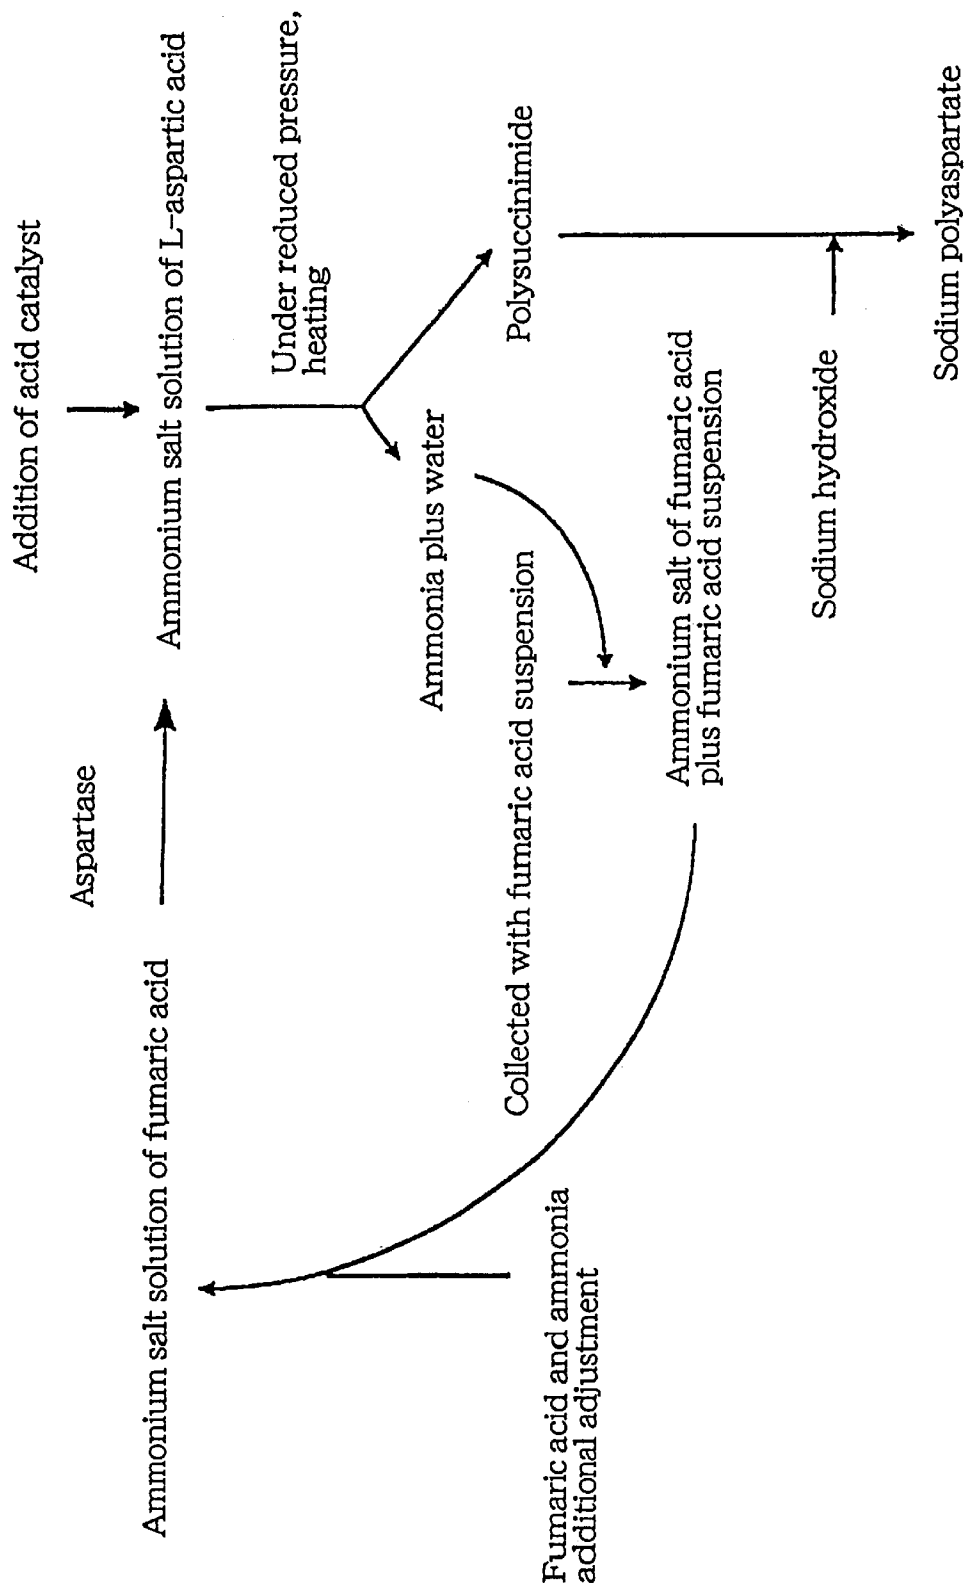 Addition of acid catalyst
Aspartase
Ammonium salt solution of fumaric acid
Ammonium salt solution of L-aspartic acid
Under reduced pressure,
heating
Ammonia plus water
Polysuccinimide
Collected with fumaric acid suspension
Fumaric acid and ammonia
additional adjustment
Ammonium salt of fumaric acid
plus fumaric acid suspension
Sodium hydroxide
Sodium polyaspartate